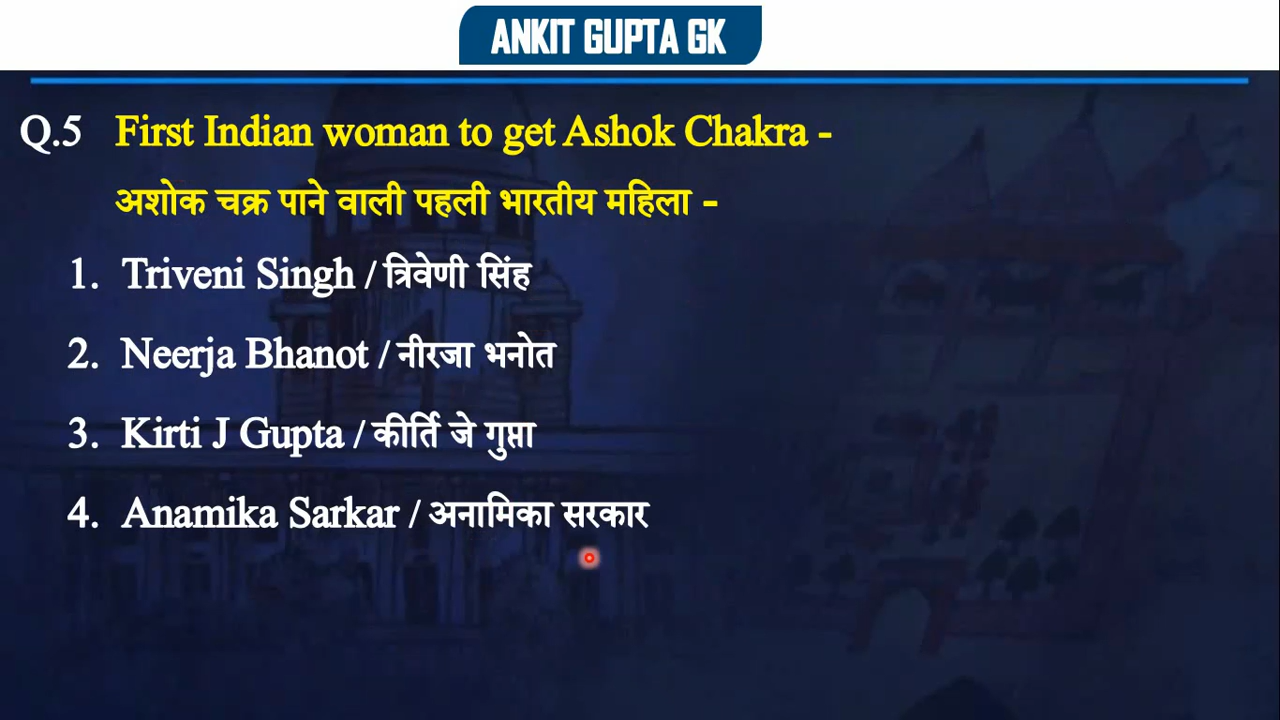 ANKIT GUPTA GK
Q.5 First Indian woman to get Ashok Chakra -
अशोक चक्र पाने वाली पहली भारतीय महिला -
1. Triveni Singh / त्रिवेणी सिंह
2. Neerja Bhanot / नीरजा भनोत
3. Kirti J Gupta / कीर्ति जे गुप्ता
4. Anamika Sarkar / अनामिका सरकार